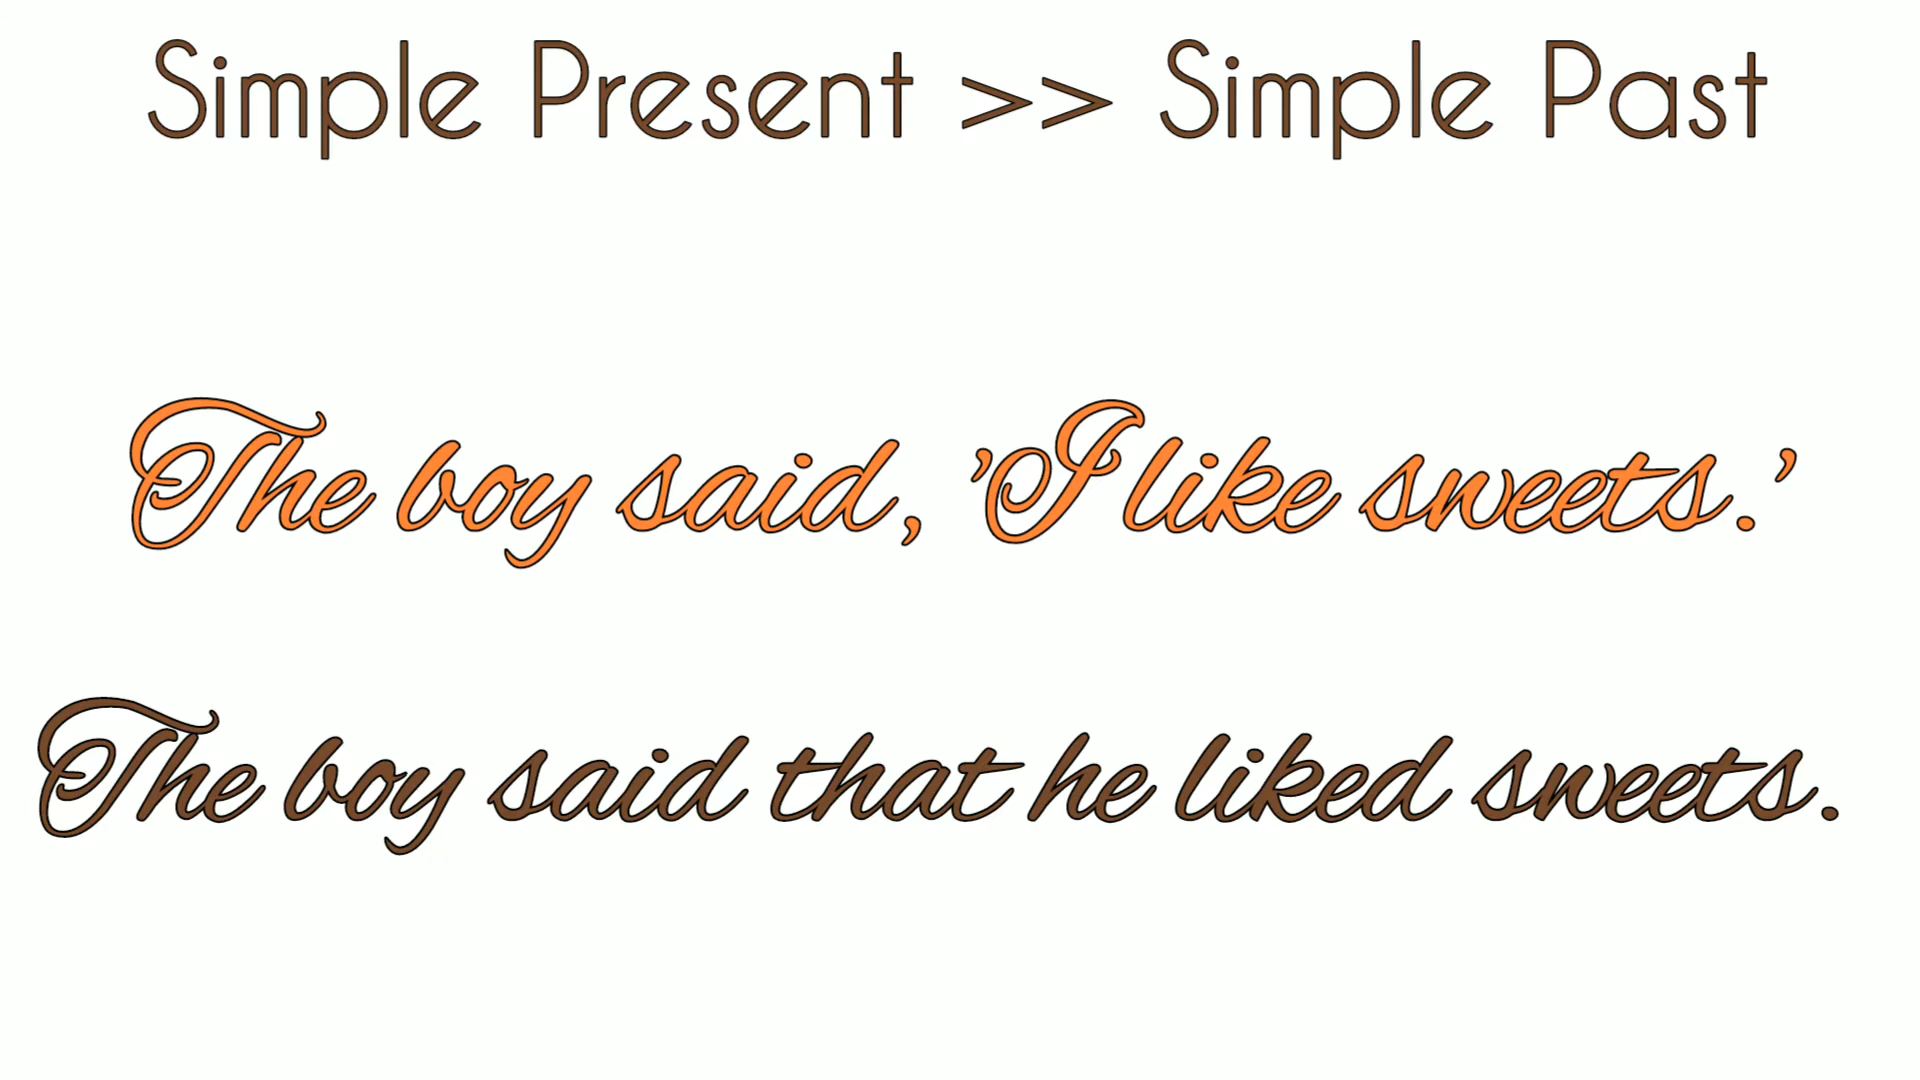 Simple Present >> Simple Past
The boy said, ’I like sweets.’
The boy said that he liked sweets.